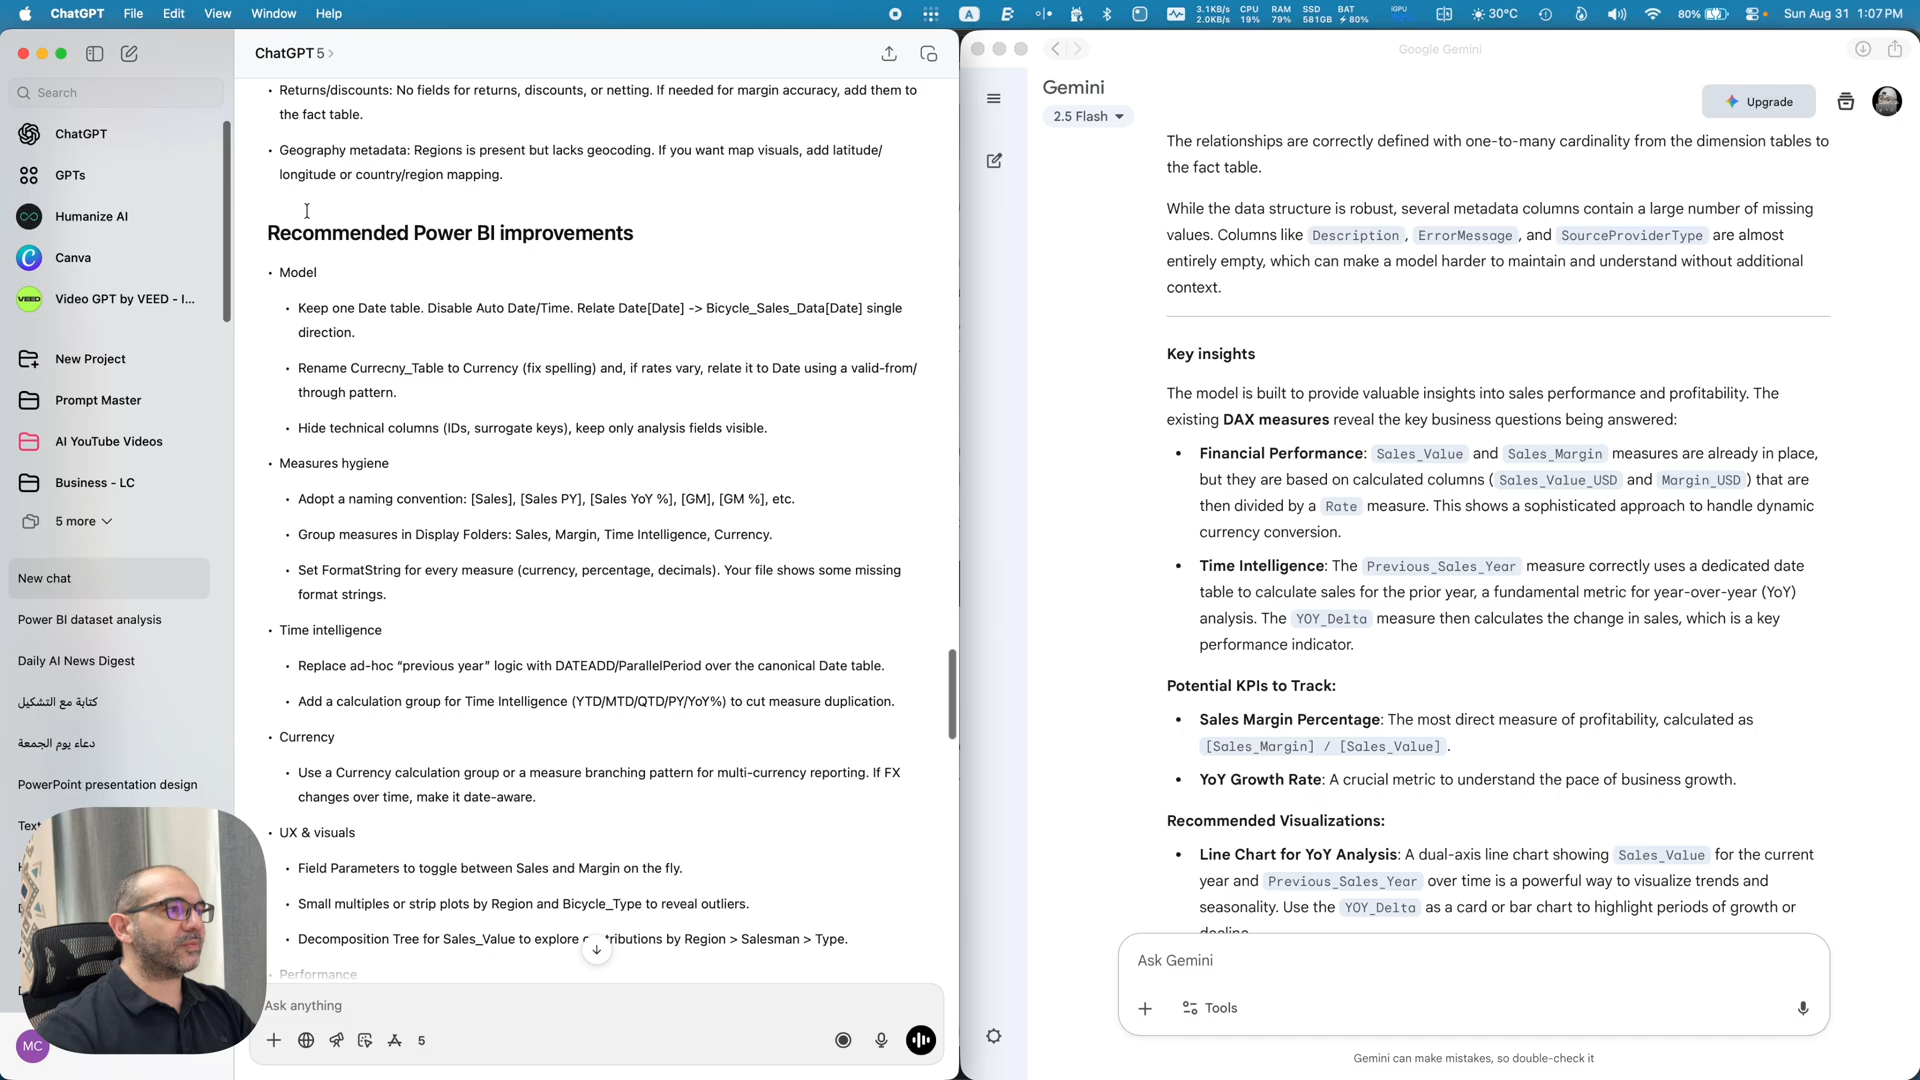 ChatGPT File Edit View Window Help
3.1KB/s 2.0KB/s CPU 19% RAM 79% SSD 581GB BAT 80% iGPU 30°C 80% Sun Aug 31 1:07 PM
ChatGPT 5 >
Search
ChatGPT
GPTs
Humanize AI
Canva
VEED Video GPT by VEED - I...
New Project
Prompt Master
AI YouTube Videos
Business - LC
5 more
New chat
Power BI dataset analysis
Daily AI News Digest
كتابة مع التشكيل
دعاء يوم الجمعة
PowerPoint presentation design
MC
• Returns/discounts: No fields for returns, discounts, or netting. If needed for margin accuracy, add them to
the fact table.
• Geography metadata: Regions is present but lacks geocoding. If you want map visuals, add latitude/
longitude or country/region mapping.
Recommended Power BI improvements
• Model
• Keep one Date table. Disable Auto Date/Time. Relate Date[Date] -> Bicycle_Sales_Data[Date] single
direction.
• Rename Currecny_Table to Currency (fix spelling) and, if rates vary, relate it to Date using a valid-from/
through pattern.
• Hide technical columns (IDs, surrogate keys), keep only analysis fields visible.
• Measures hygiene
• Adopt a naming convention: [Sales], [Sales PY], [Sales YoY %], [GM], [GM %], etc.
• Group measures in Display Folders: Sales, Margin, Time Intelligence, Currency.
• Set FormatString for every measure (currency, percentage, decimals). Your file shows some missing
format strings.
• Time intelligence
• Replace ad-hoc “previous year” logic with DATEADD/ParallelPeriod over the canonical Date table.
• Add a calculation group for Time Intelligence (YTD/MTD/QTD/PY/YoY%) to cut measure duplication.
• Currency
• Use a Currency calculation group or a measure branching pattern for multi-currency reporting. If FX
changes over time, make it date-aware.
• UX & visuals
• Field Parameters to toggle between Sales and Margin on the fly.
• Small multiples or strip plots by Region and Bicycle_Type to reveal outliers.
• Decomposition Tree for Sales_Value to explore contributions by Region > Salesman > Type.
• Performance
Ask anything
5
Google Gemini
Gemini
2.5 Flash
Upgrade
The relationships are correctly defined with one-to-many cardinality from the dimension tables to
the fact table.
While the data structure is robust, several metadata columns contain a large number of missing
values. Columns like Description, ErrorMessage, and SourceProviderType are almost
entirely empty, which can make a model harder to maintain and understand without additional
context.
Key insights
The model is built to provide valuable insights into sales performance and profitability. The
existing DAX measures reveal the key business questions being answered:
• Financial Performance: Sales_Value and Sales_Margin measures are already in place,
but they are based on calculated columns (Sales_Value_USD and Margin_USD) that are
then divided by a Rate measure. This shows a sophisticated approach to handle dynamic
currency conversion.
• Time Intelligence: The Previous_Sales_Year measure correctly uses a dedicated date
table to calculate sales for the prior year, a fundamental metric for year-over-year (YoY)
analysis. The YOY_Delta measure then calculates the change in sales, which is a key
performance indicator.
Potential KPIs to Track:
• Sales Margin Percentage: The most direct measure of profitability, calculated as
[Sales_Margin] / [Sales_Value].
• YoY Growth Rate: A crucial metric to understand the pace of business growth.
Recommended Visualizations:
• Line Chart for YoY Analysis: A dual-axis line chart showing Sales_Value for the current
year and Previous_Sales_Year over time is a powerful way to visualize trends and
seasonality. Use the YOY_Delta as a card or bar chart to highlight periods of growth or
decline.
Ask Gemini
Tools
Gemini can make mistakes, so double-check it